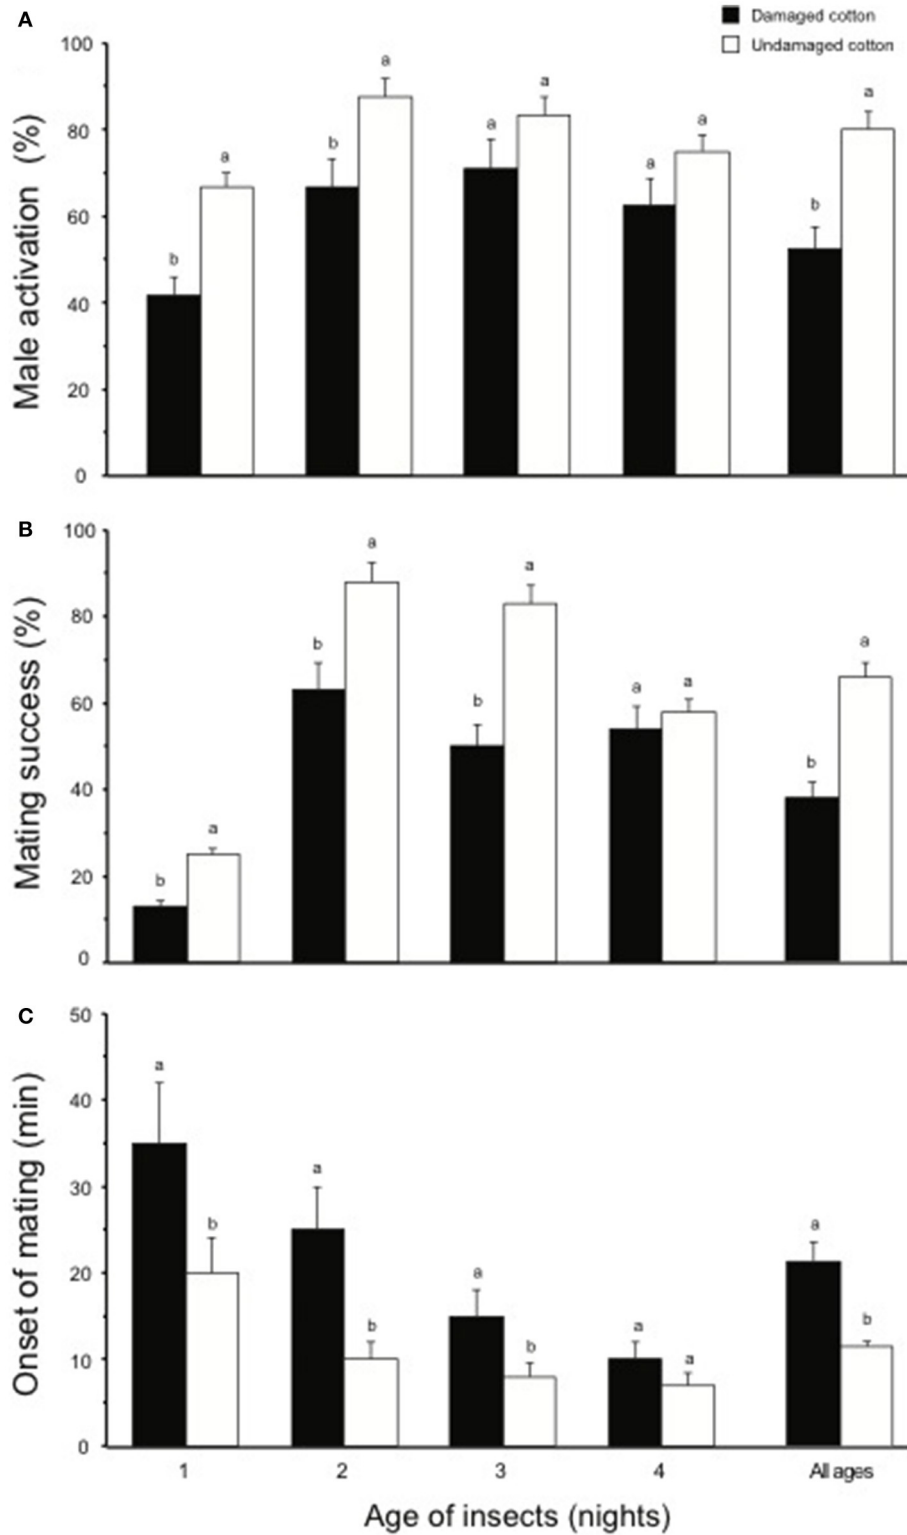 A
Damaged cotton
Undamaged cotton
Male activation (%)
100
80
60
40
20
0
b
a
b
a
a
a
a
a
b
a
B
Mating success (%)
100
80
60
40
20
0
b
a
b
a
b
a
a
a
b
a
C
Onset of mating (min)
50
40
30
20
10
0
a
b
a
b
a
b
a
a
a
b
1 2 3 4 All ages
Age of insects (nights)